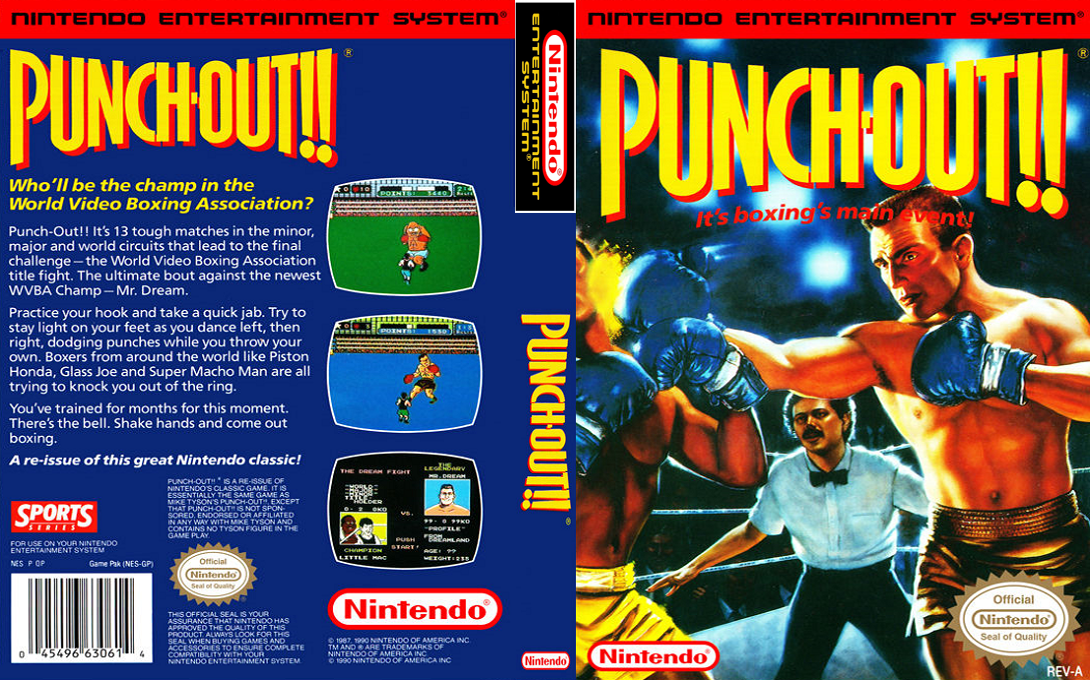 NINTENDO ENTERTAINMENT SYSTEM®
PUNCH-OUT!!®
Who'll be the champ in the
World Video Boxing Association?
Punch-Out!! It's 13 tough matches in the minor,
major and world circuits that lead to the final
challenge—the World Video Boxing Association
title fight. The ultimate bout against the newest
WVBA Champ—Mr. Dream.
Practice your hook and take a quick jab. Try to
stay light on your feet as you dance left, then
right, dodging punches while you throw your
own. Boxers from around the world like Piston
Honda, Glass Joe and Super Macho Man are all
trying to knock you out of the ring.
You've trained for months for this moment.
There's the bell. Shake hands and come out
boxing.
A re-issue of this great Nintendo classic!
SPORTS
SERIES
FOR USE ON YOUR NINTENDO
ENTERTAINMENT SYSTEM
NES P GP Game Pak (NES-GP)
0 45496 63061 4
PUNCH-OUT!!® IS A RE-ISSUE OF
NINTENDO'S CLASSIC GAME. IT IS
ESSENTIALLY THE SAME GAME AS
MIKE TYSON'S PUNCH-OUT!!, EXCEPT
THAT PUNCH-OUT!! IS NOT SPON-
SORED, ENDORSED OR AFFILIATED
IN ANY WAY WITH MIKE TYSON AND
CONTAINS NO TYSON FIGURE IN THE
GAME PLAY.
Official
Nintendo®
Seal of Quality
THIS OFFICIAL SEAL IS YOUR
ASSURANCE THAT NINTENDO HAS
APPROVED THE QUALITY OF THIS
PRODUCT. ALWAYS LOOK FOR THIS
SEAL WHEN BUYING GAMES AND
ACCESSORIES TO ENSURE COMPLETE
COMPATIBILITY WITH YOUR
NINTENDO ENTERTAINMENT SYSTEM.
POINTS!
POINTS!
THE DREAM FIGHT
THE
LEGENDARY
MR.DREAM
-WORLD-
-MAJOR-
-MINOR-
TITLE
HOLDER
0- 2 0KO
VS.
99- 0 99KO
"PROFILE"
FROM
DREAMLAND
PUSH
START!
CHAMPION
LITTLE MAC
AGE: ??
WEIGHT:235
Nintendo®
© 1987, 1990 NINTENDO OF AMERICA INC.
TM AND ® ARE TRADEMARKS OF
NINTENDO OF AMERICA INC.
© 1990 NINTENDO OF AMERICA INC
Nintendo®
ENTERTAINMENT
SYSTEM®
PUNCH-OUT!!®
Nintendo®
NINTENDO ENTERTAINMENT SYSTEM®
PUNCH-OUT!!®
It's boxing's main event!
Official
Nintendo®
Seal of Quality
Nintendo®
REV-A